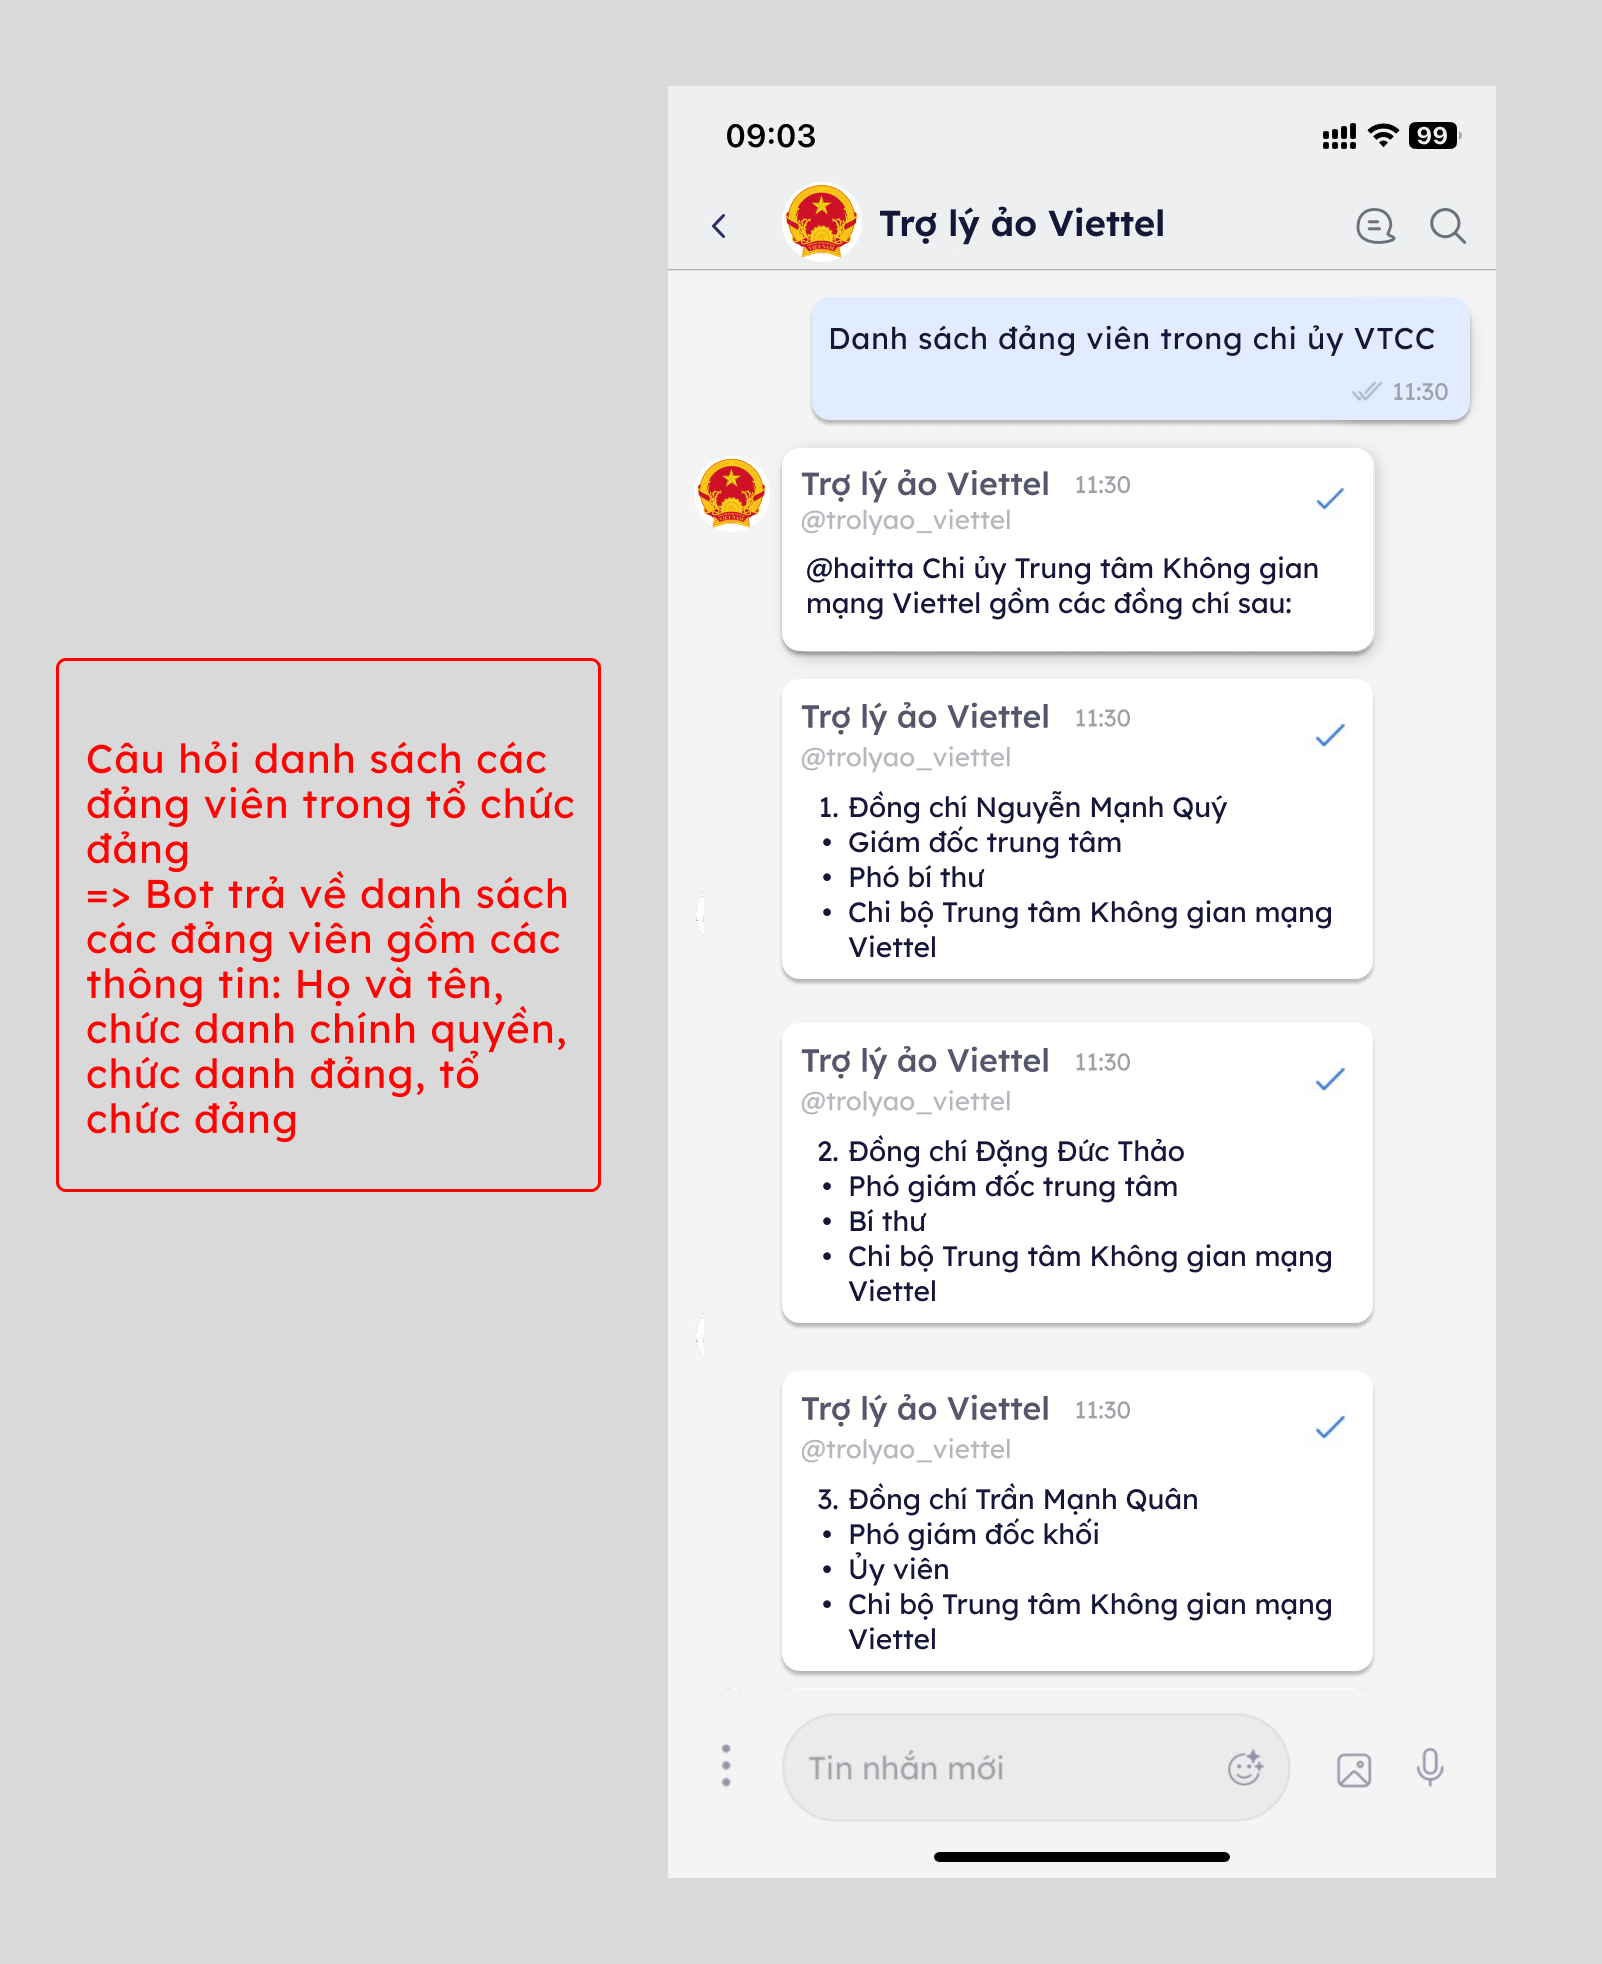 Câu hỏi danh sách các
đảng viên trong tổ chức
đảng
=> Bot trả về danh sách
các đảng viên gồm các
thông tin: Họ và tên,
chức danh chính quyền,
chức danh đảng, tổ
chức đảng
09:03
99
Trợ lý ảo Viettel
Danh sách đảng viên trong chi ủy VTCC
11:30
Trợ lý ảo Viettel 11:30
@trolyao_viettel
@haitta Chi ủy Trung tâm Không gian
mạng Viettel gồm các đồng chí sau:
Trợ lý ảo Viettel 11:30
@trolyao_viettel
1. Đồng chí Nguyễn Mạnh Quý
• Giám đốc trung tâm
• Phó bí thư
• Chi bộ Trung tâm Không gian mạng
Viettel
Trợ lý ảo Viettel 11:30
@trolyao_viettel
2. Đồng chí Đặng Đức Thảo
• Phó giám đốc trung tâm
• Bí thư
• Chi bộ Trung tâm Không gian mạng
Viettel
Trợ lý ảo Viettel 11:30
@trolyao_viettel
3. Đồng chí Trần Mạnh Quân
• Phó giám đốc khối
• Ủy viên
• Chi bộ Trung tâm Không gian mạng
Viettel
Tin nhắn mới